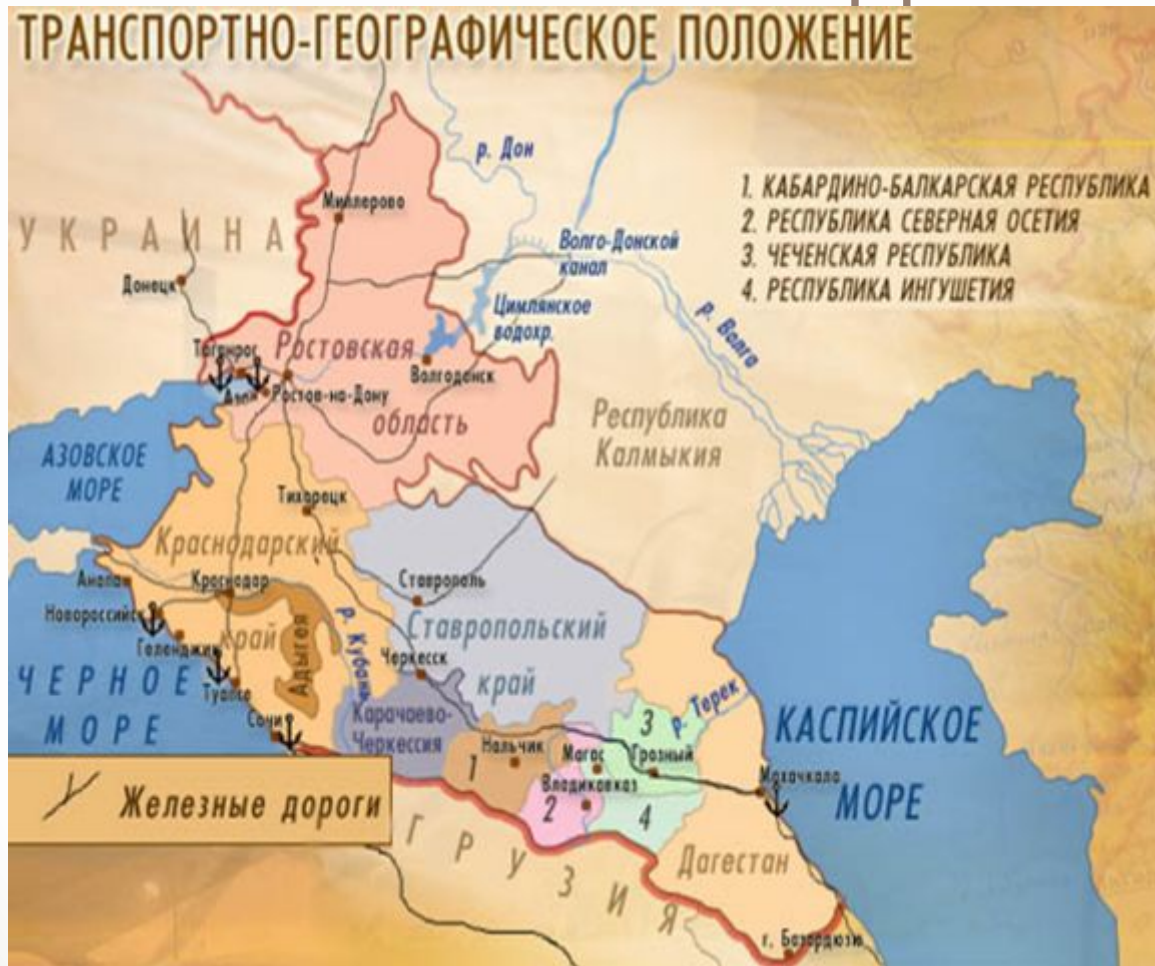 ТРАНСПОРТНО-ГЕОГРАФИЧЕСКОЕ ПОЛОЖЕНИЕ
р. Дон
1. КАБАРДИНО-БАЛКАРСКАЯ РЕСПУБЛИКА
2. РЕСПУБЛИКА СЕВЕРНАЯ ОСЕТИЯ
3. ЧЕЧЕНСКАЯ РЕСПУБЛИКА
4. РЕСПУБЛИКА ИНГУШЕТИЯ
Миллерово
УКРАИНА
Волго-Донской
канал
Донецк
Цимлянское
водохр.
р. Волга
Таганрог
Ростовская
Волгодонск
Азов
Ростов-на-Дону
область
Республика
Калмыкия
АЗОВСКОЕ
МОРЕ
Тихорецк
Краснодарский
Анапа
Краснодар
Ставрополь
Новороссийск
край
Ставропольский
Геленджик
Адыгея
р. Кубань
Черкесск
край
ЧЕРНОЕ
МОРЕ
Туапсе
Сочи
Карачаево-
Черкессия
3
р. Терек
КАСПИЙСКОЕ
МОРЕ
1
Нальчик
Магас
Грозный
Владикавказ
Махачкала
2
4
Железные дороги
ГРУЗИЯ
Дагестан
г. Базардюзю